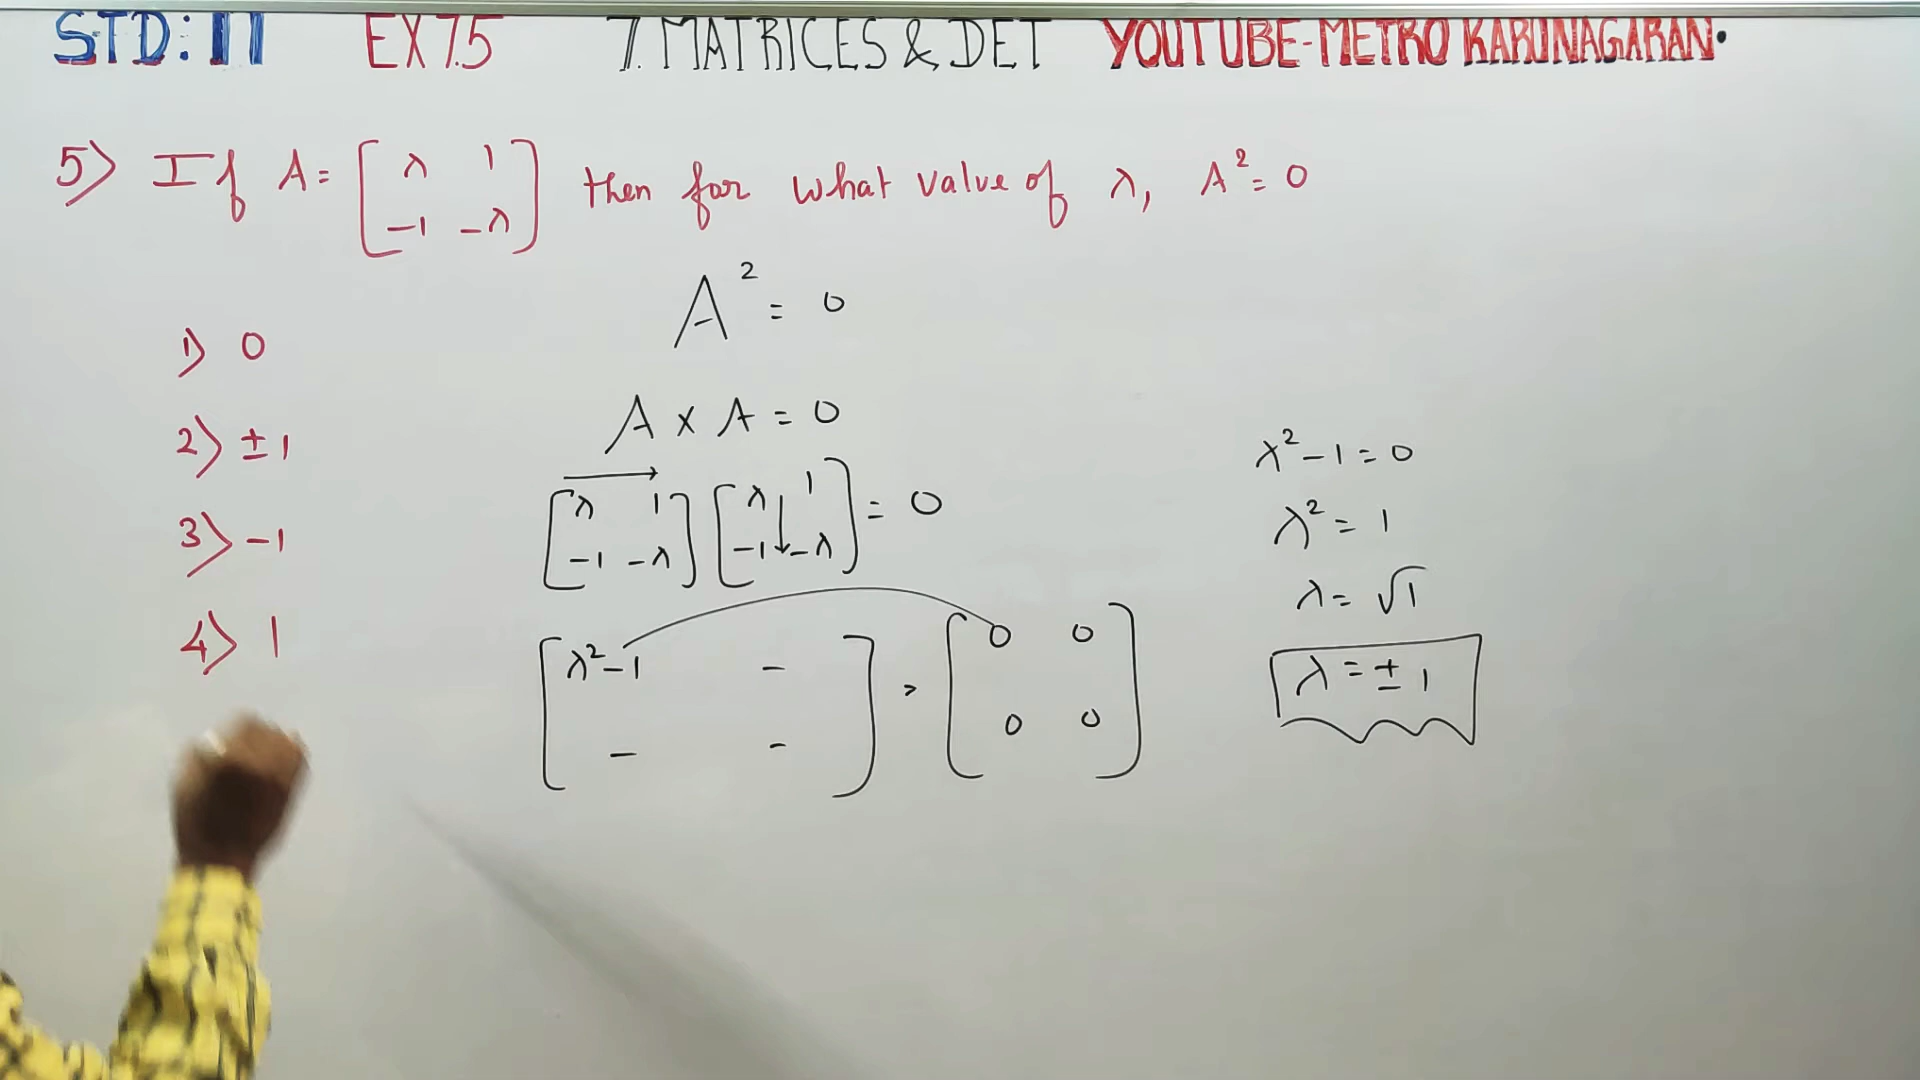 STD: 11 EX 7.5 7. MATRICES & DET YOUTUBE-METRO KARUNAGARAN.
5) If A = [λ 1
-1 -λ] then for what value of λ, A² = 0
A² = 0
1) 0
A x A = 0
2) ± 1
[λ 1
-1 -λ] [λ 1
-1 -λ] = 0
3) -1
4) 1
[λ²-1 -
- -] = [0 0
0 0]
λ² - 1 = 0
λ² = 1
λ = √1
λ = ± 1